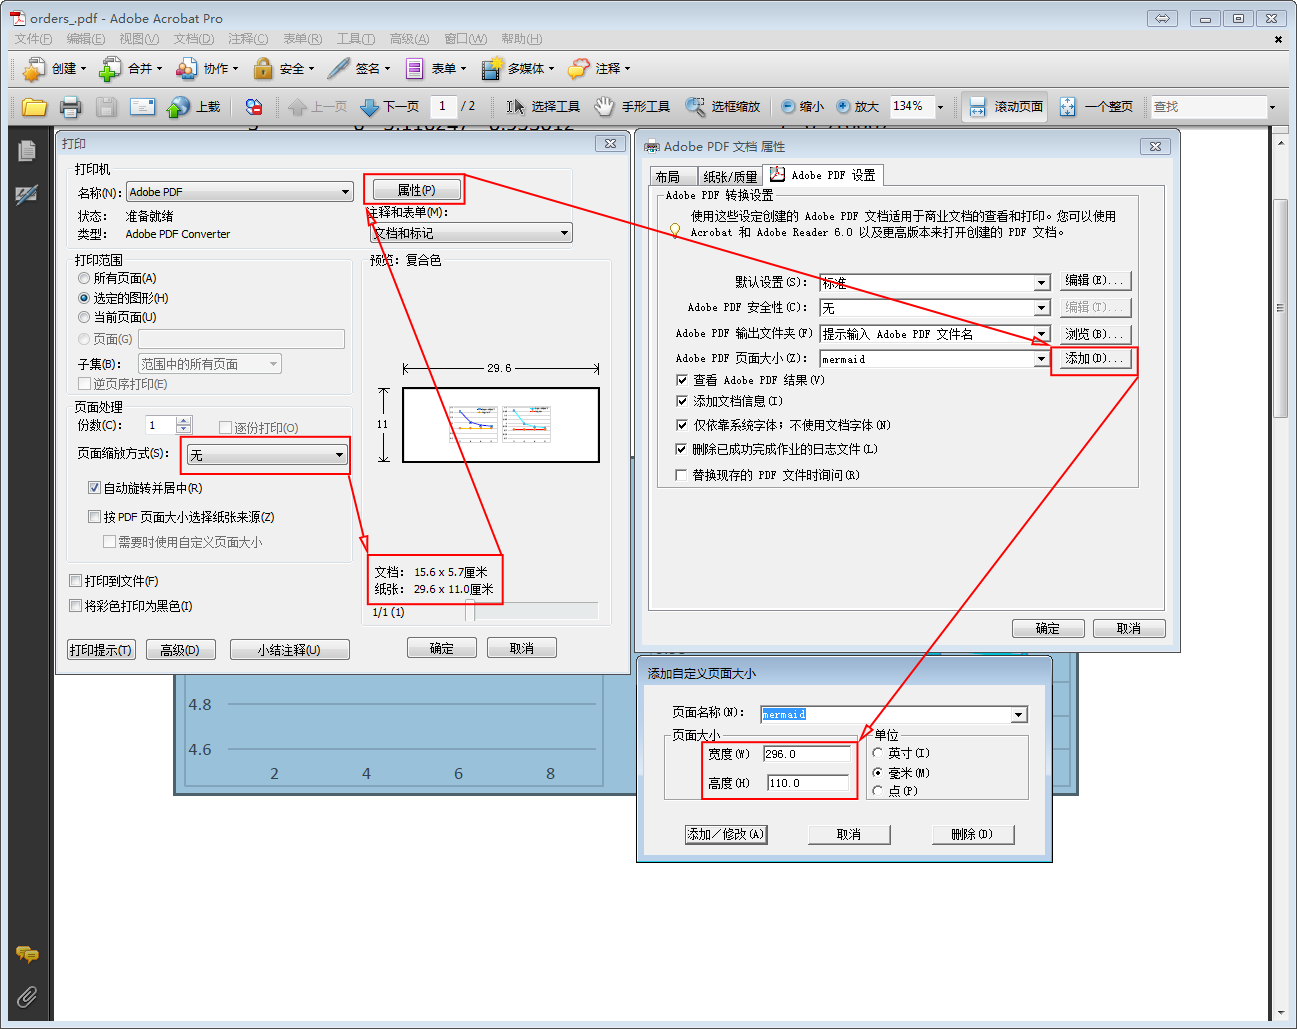 orders_.pdf - Adobe Acrobat Pro
文件(F) 编辑(E) 视图(V) 文档(D) 注释(C) 表单(R) 工具(T) 高级(A) 窗口(W) 帮助(H)
创建 合并 协作 安全 签名 表单 多媒体 注释
上载 上一页 下一页 1 / 2 选择工具 手形工具 选框缩放 缩小 放大 134% 滚动页面 一个整页 查找
打印
打印机
名称(N): Adobe PDF 属性(P)
状态: 准备就绪 注释和表单(M):
类型: Adobe PDF Converter 文档和标记
打印范围 预览: 复合色
所有页面(A)
选定的图形(H)
当前页面(U)
页面(G)
子集(B): 范围中的所有页面
逆页序打印(E)
29.6
11
页面处理
份数(C): 1 逐份打印(O)
页面缩放方式(S): 无
自动旋转并居中(R)
按 PDF 页面大小选择纸张来源(Z)
需要时使用自定义页面大小
文档: 15.6 x 5.7厘米
纸张: 29.6 x 11.0厘米
1/1 (1)
打印到文件(F)
将彩色打印为黑色(I)
打印提示(T) 高级(D) 小结注释(U) 确定 取消
Adobe PDF 文档 属性
布局 纸张/质量 Adobe PDF 设置
Adobe PDF 转换设置
使用这些设定创建的 Adobe PDF 文档适用于商业文档的查看和打印。您可以使用
Acrobat 和 Adobe Reader 6.0 以及更高版本来打开创建的 PDF 文档。
默认设置(S): 标准 编辑(E)...
Adobe PDF 安全性(C): 无 编辑(T)...
Adobe PDF 输出文件夹(F) 提示输入 Adobe PDF 文件名 浏览(B)...
Adobe PDF 页面大小(Z): mermaid 添加(D)...
查看 Adobe PDF 结果(V)
添加文档信息(I)
仅依靠系统字体; 不使用文档字体(N)
删除已成功完成作业的日志文件(L)
替换现存的 PDF 文件时询问(R)
确定 取消
添加自定义页面大小
页面名称(N): mermaid
页面大小 单位
宽度(W) 296.0 英寸(I)
毫米(M)
高度(H) 110.0 点(P)
添加/修改(A) 取消 删除(D)
4.8
4.6
2 4 6 8